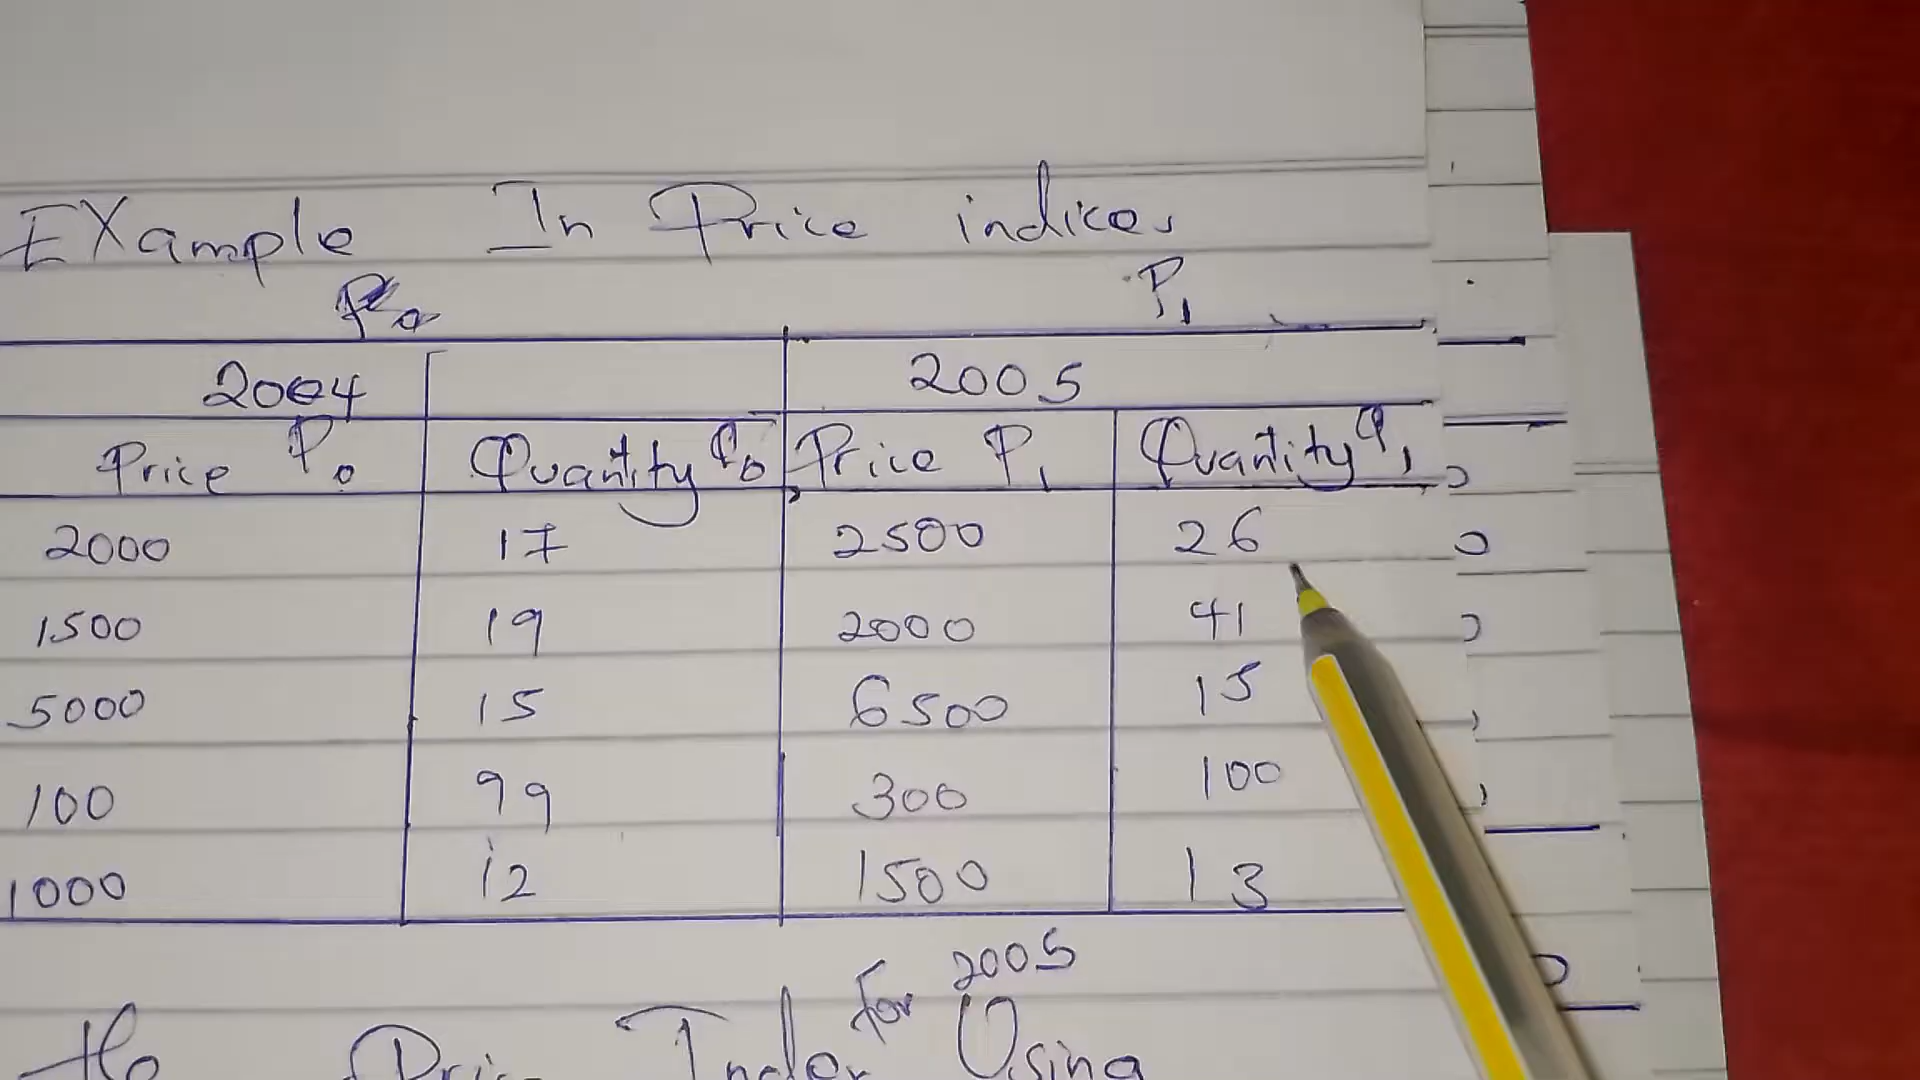 EXample In Price indices
P₀ P₁
2004 2005
Price P₀ Quantity q₀ Price P₁ Quantity q₁
2000 17 2500 26
1500 19 2000 41
5000 15 6500 15
100 99 300 100
1000 12 1500 13
for 2005
Using